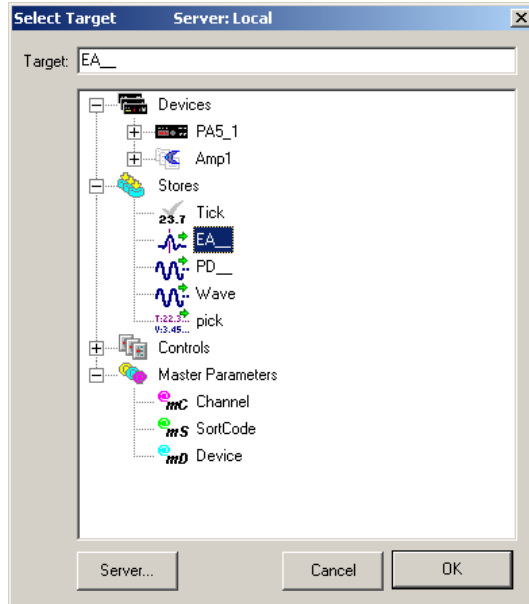 Select Target Server: Local
Target: EA__
Devices
PA5_1
Amp1
Stores
23.7 Tick
EA__
PD__
Wave
T:22.3... V:3.45... pick
Controls
Master Parameters
mC Channel
mS SortCode
mD Device
Server... Cancel OK